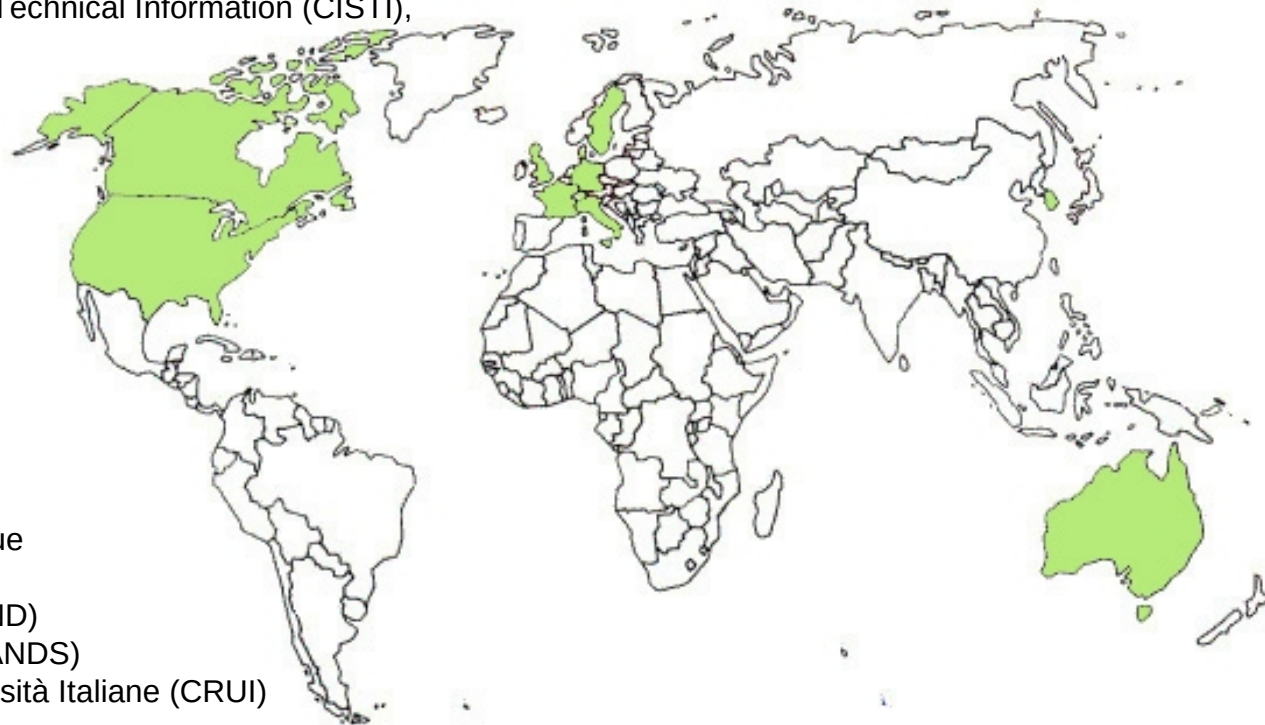 Technical Information (CISTI),
ue
ID)
ANDS)
sità Italiane (CRUI)